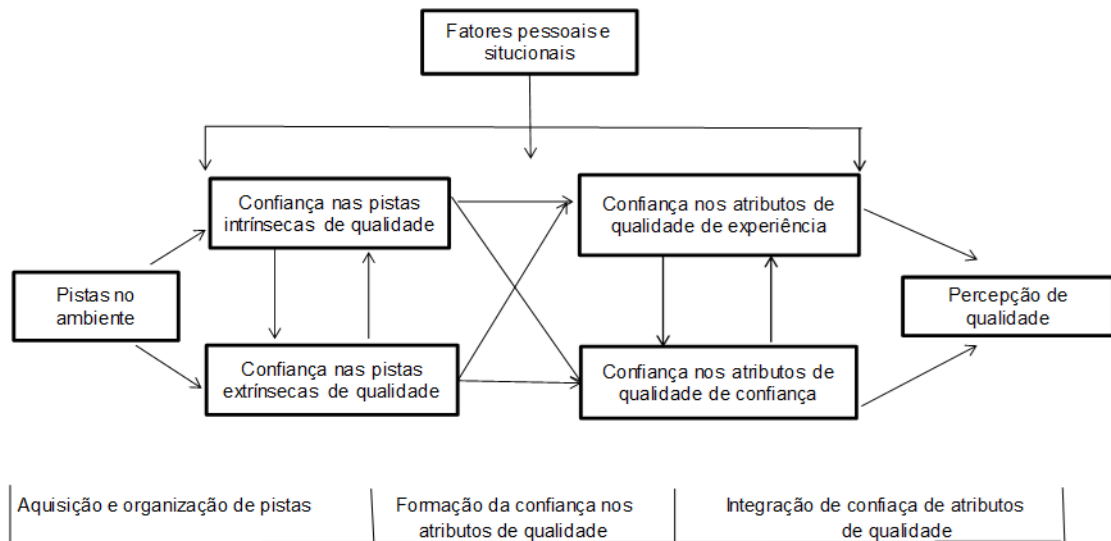 Fatores pessoais e
situcionais
Confiança nas pistas
intrínsecas de qualidade
Confiança nos atributos de
qualidade de experiência
Pistas no
ambiente
Percepção de
qualidade
Confiança nas pistas
extrínsecas de qualidade
Confiança nos atributos de
qualidade de confiança
Aquisição e organização de pistas
Formação da confiança nos
atributos de qualidade
Integração de confiaça de atributos
de qualidade